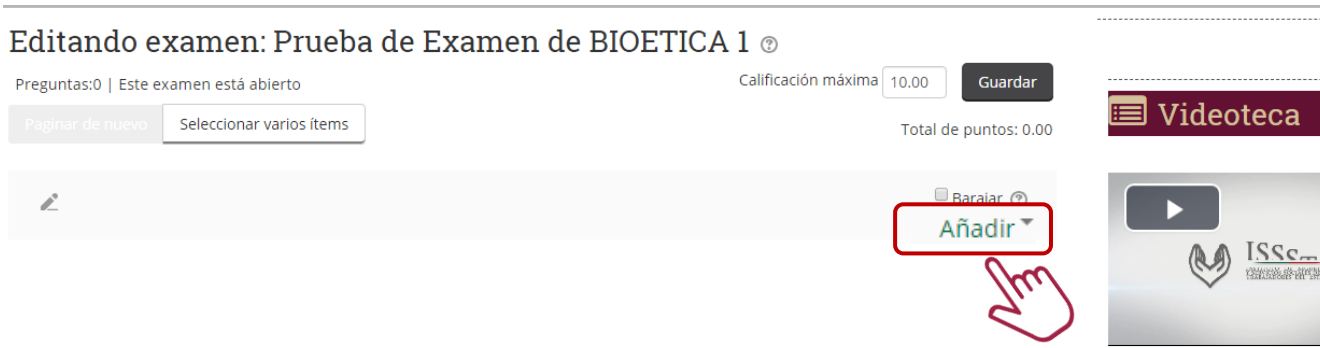 Editando examen: Prueba de Examen de BIOETICA 1
Preguntas:0 | Este examen está abierto
Calificación máxima 10.00 Guardar
Paginar de nuevo Seleccionar varios ítems
Total de puntos: 0.00
Barajar
Añadir
Videoteca